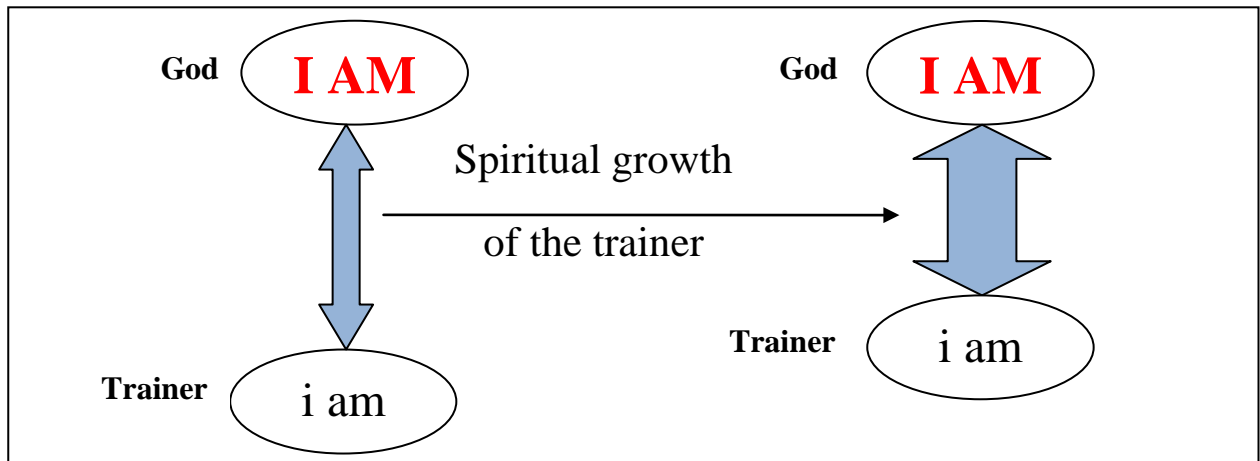 God
I AM
God
I AM
Spiritual growth
of the trainer
Trainer
i am
Trainer
i am